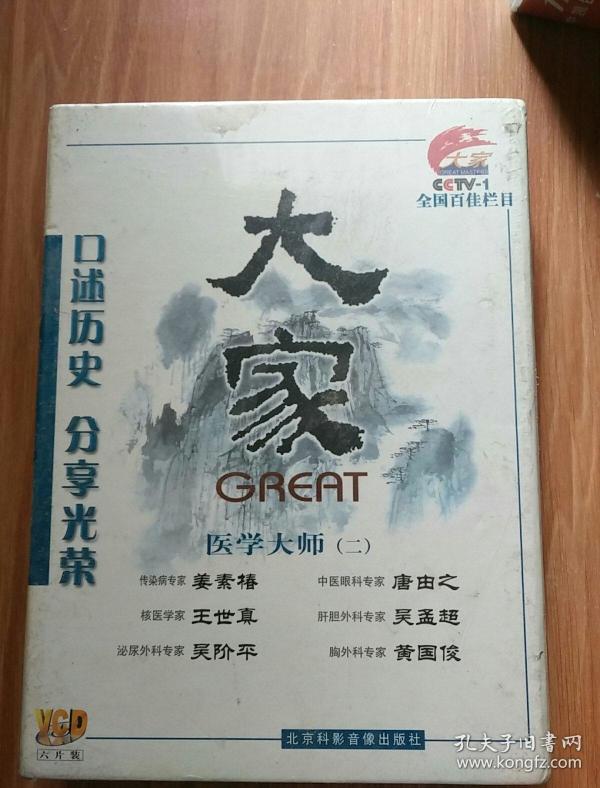 大家
GREAT MASTERS
CCTV-1
全国百佳栏目
口述历史 分享光荣
大家
GREAT
医学大师（二）
传染病专家 姜素椿 中医眼科专家 唐由之
核医学家 王世真 肝胆外科专家 吴孟超
泌尿外科专家 吴阶平 胸外科专家 黄国俊
VCD
六片装
北京科影音像出版社
孔夫子旧书网
www.kongfz.com